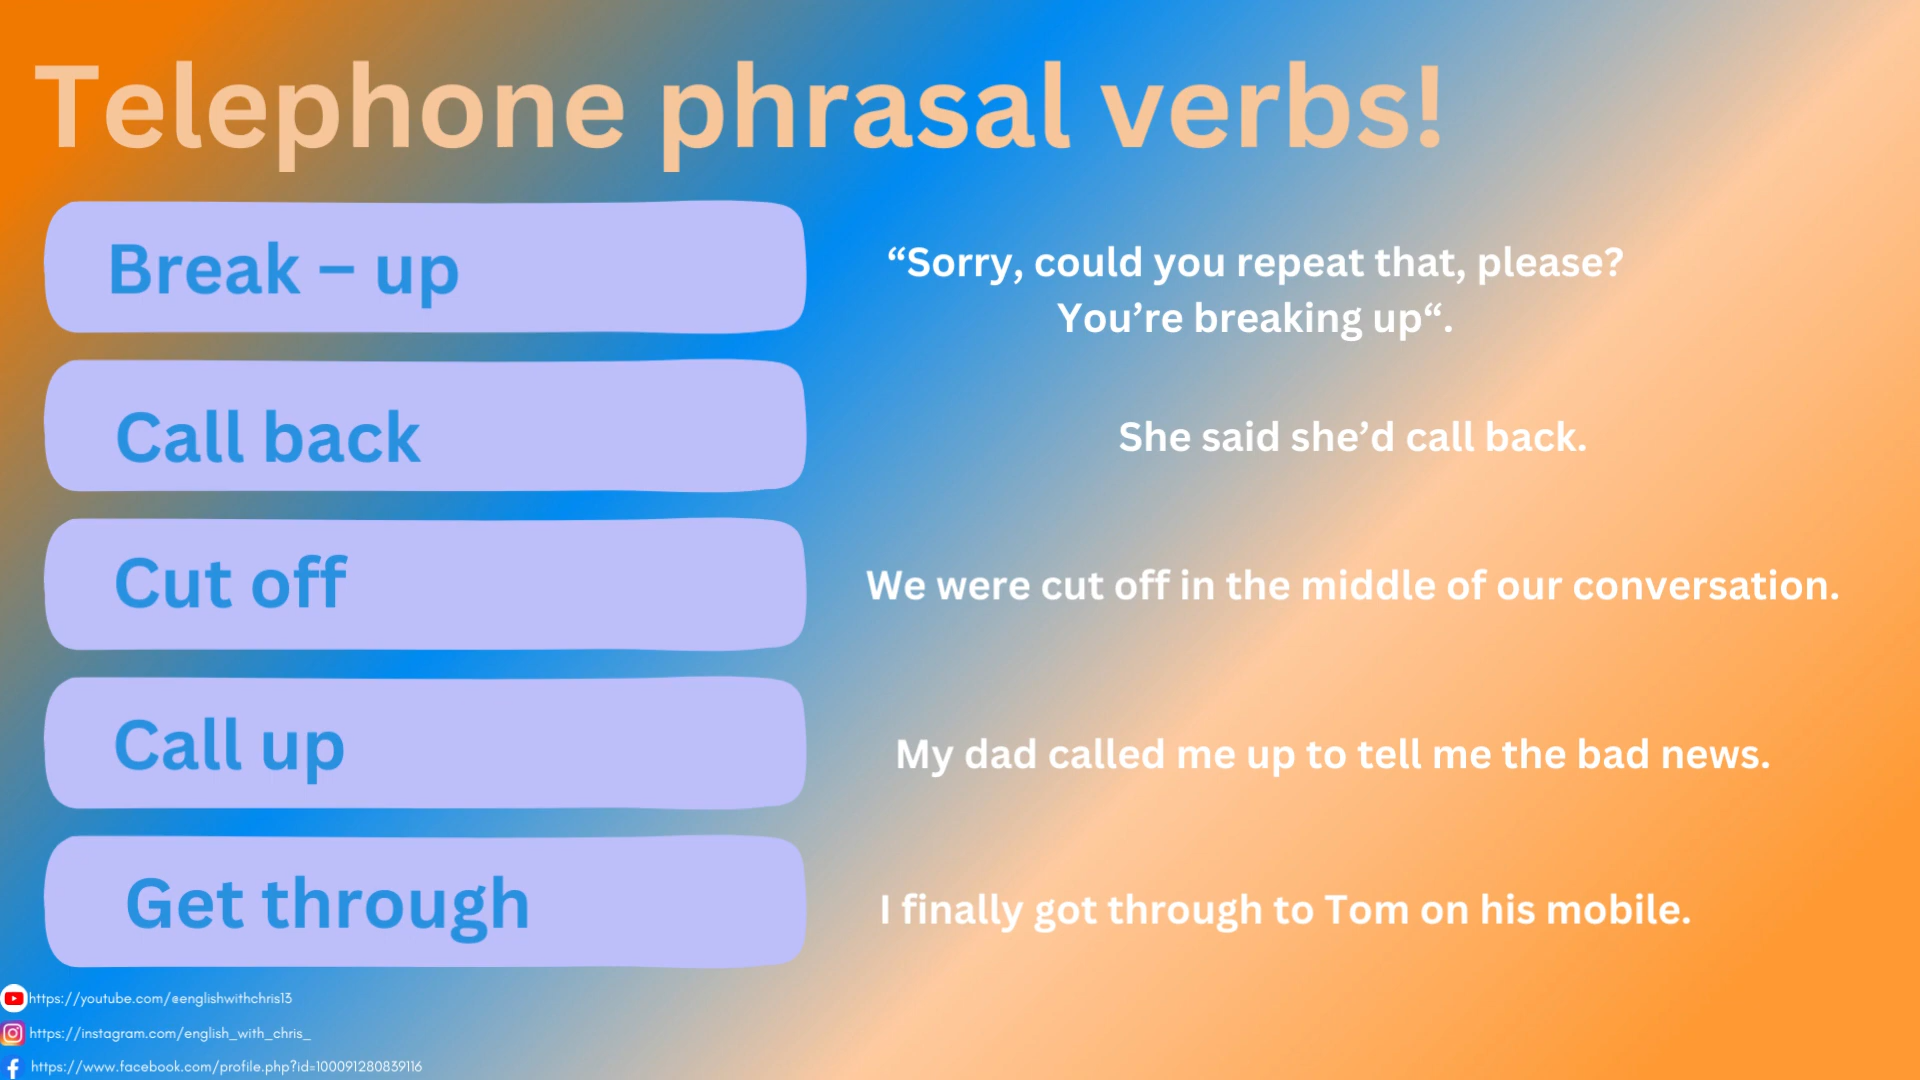 Telephone phrasal verbs!
Break – up
“Sorry, could you repeat that, please?
You’re breaking up“.
Call back
She said she’d call back.
Cut off
We were cut off in the middle of our conversation.
Call up
My dad called me up to tell me the bad news.
Get through
I finally got through to Tom on his mobile.
https://youtube.com/@englishwithchris13
https://instagram.com/english_with_chris_
https://www.facebook.com/profile.php?id=100091280839116